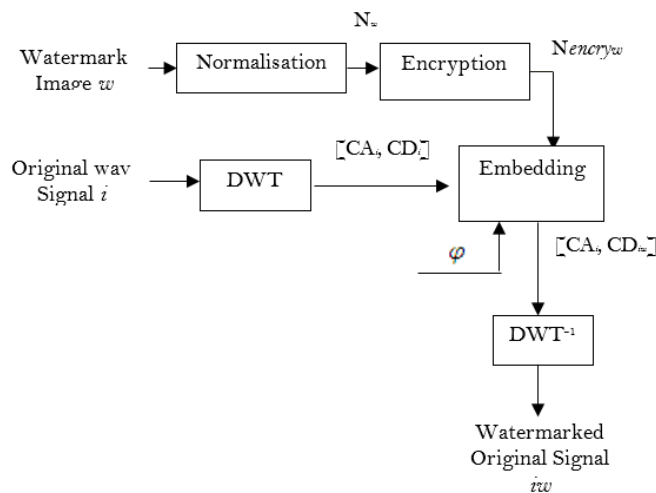 N𝑤
Watermark
Image w
Normalisation
Encryption
Nencryw
Original wav
Signal i
DWT
[CAi, CDi]
Embedding
φ
[CAi, CDiw]
DWT-1
Watermarked
Original Signal
iw